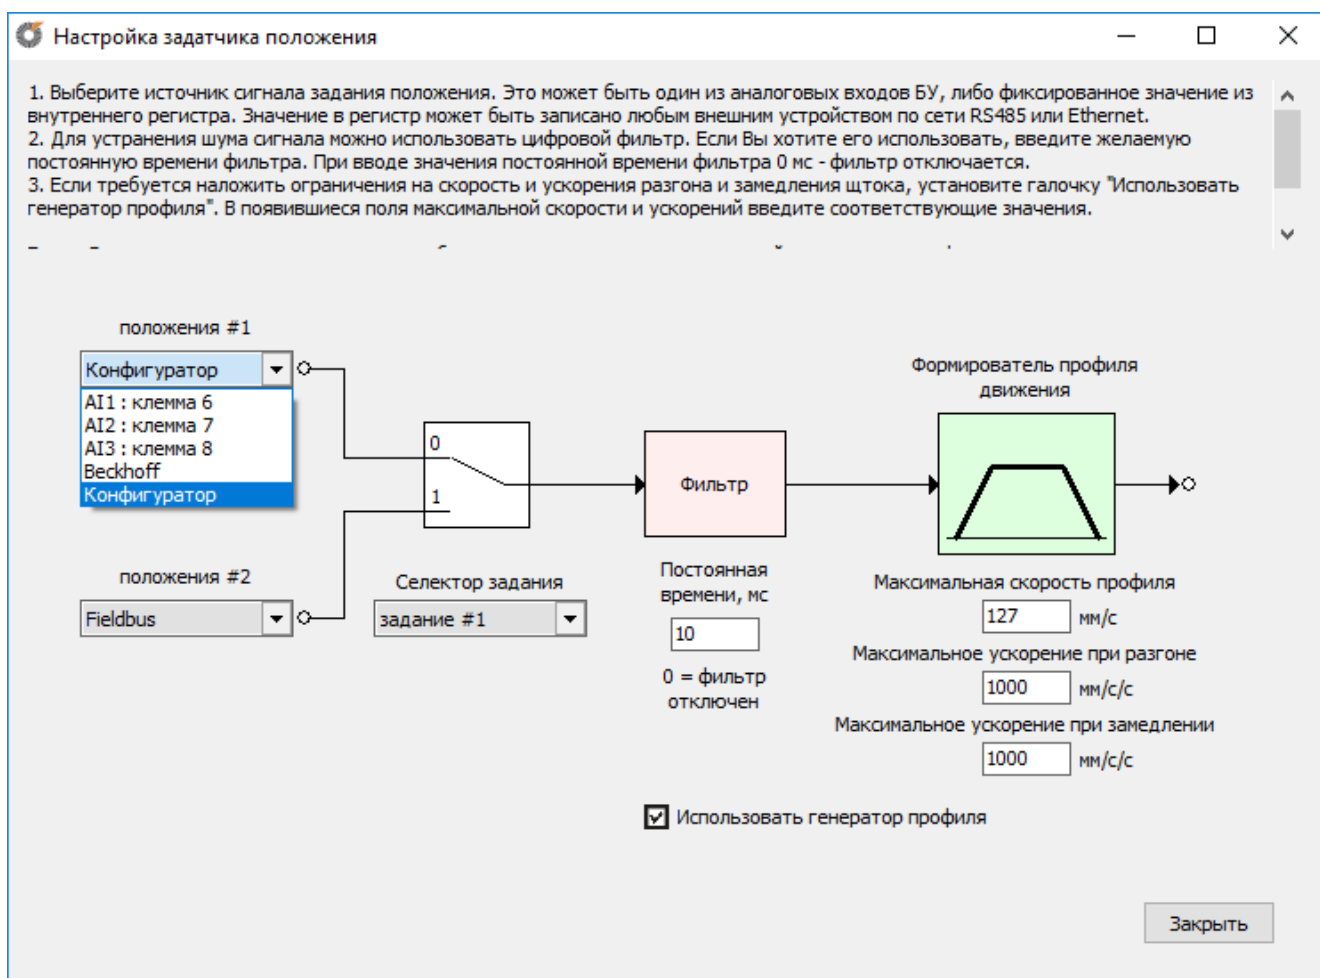 Настройка задатчика положения
1. Выберите источник сигнала задания положения. Это может быть один из аналоговых входов БУ, либо фиксированное значение из
внутреннего регистра. Значение в регистр может быть записано любым внешним устройством по сети RS485 или Ethernet.
2. Для устранения шума сигнала можно использовать цифровой фильтр. Если Вы хотите его использовать, введите желаемую
постоянную времени фильтра. При вводе значения постоянной времени фильтра 0 мс - фильтр отключается.
3. Если требуется наложить ограничения на скорость и ускорения разгона и замедления щтока, установите галочку "Использовать
генератор профиля". В появившиеся поля максимальной скорости и ускорений введите соответствующие значения.
положения #1
Конфигуратор
AI1 : клемма 6
AI2 : клемма 7
AI3 : клемма 8
Beckhoff
Конфигуратор
положения #2
Fieldbus
0
1
Селектор задания
задание #1
Фильтр
Постоянная
времени, мс
10
0 = фильтр
отключен
Формирователь профиля
движения
Максимальная скорость профиля
127 мм/с
Максимальное ускорение при разгоне
1000 мм/с/с
Максимальное ускорение при замедлении
1000 мм/с/с
Использовать генератор профиля
Закрыть